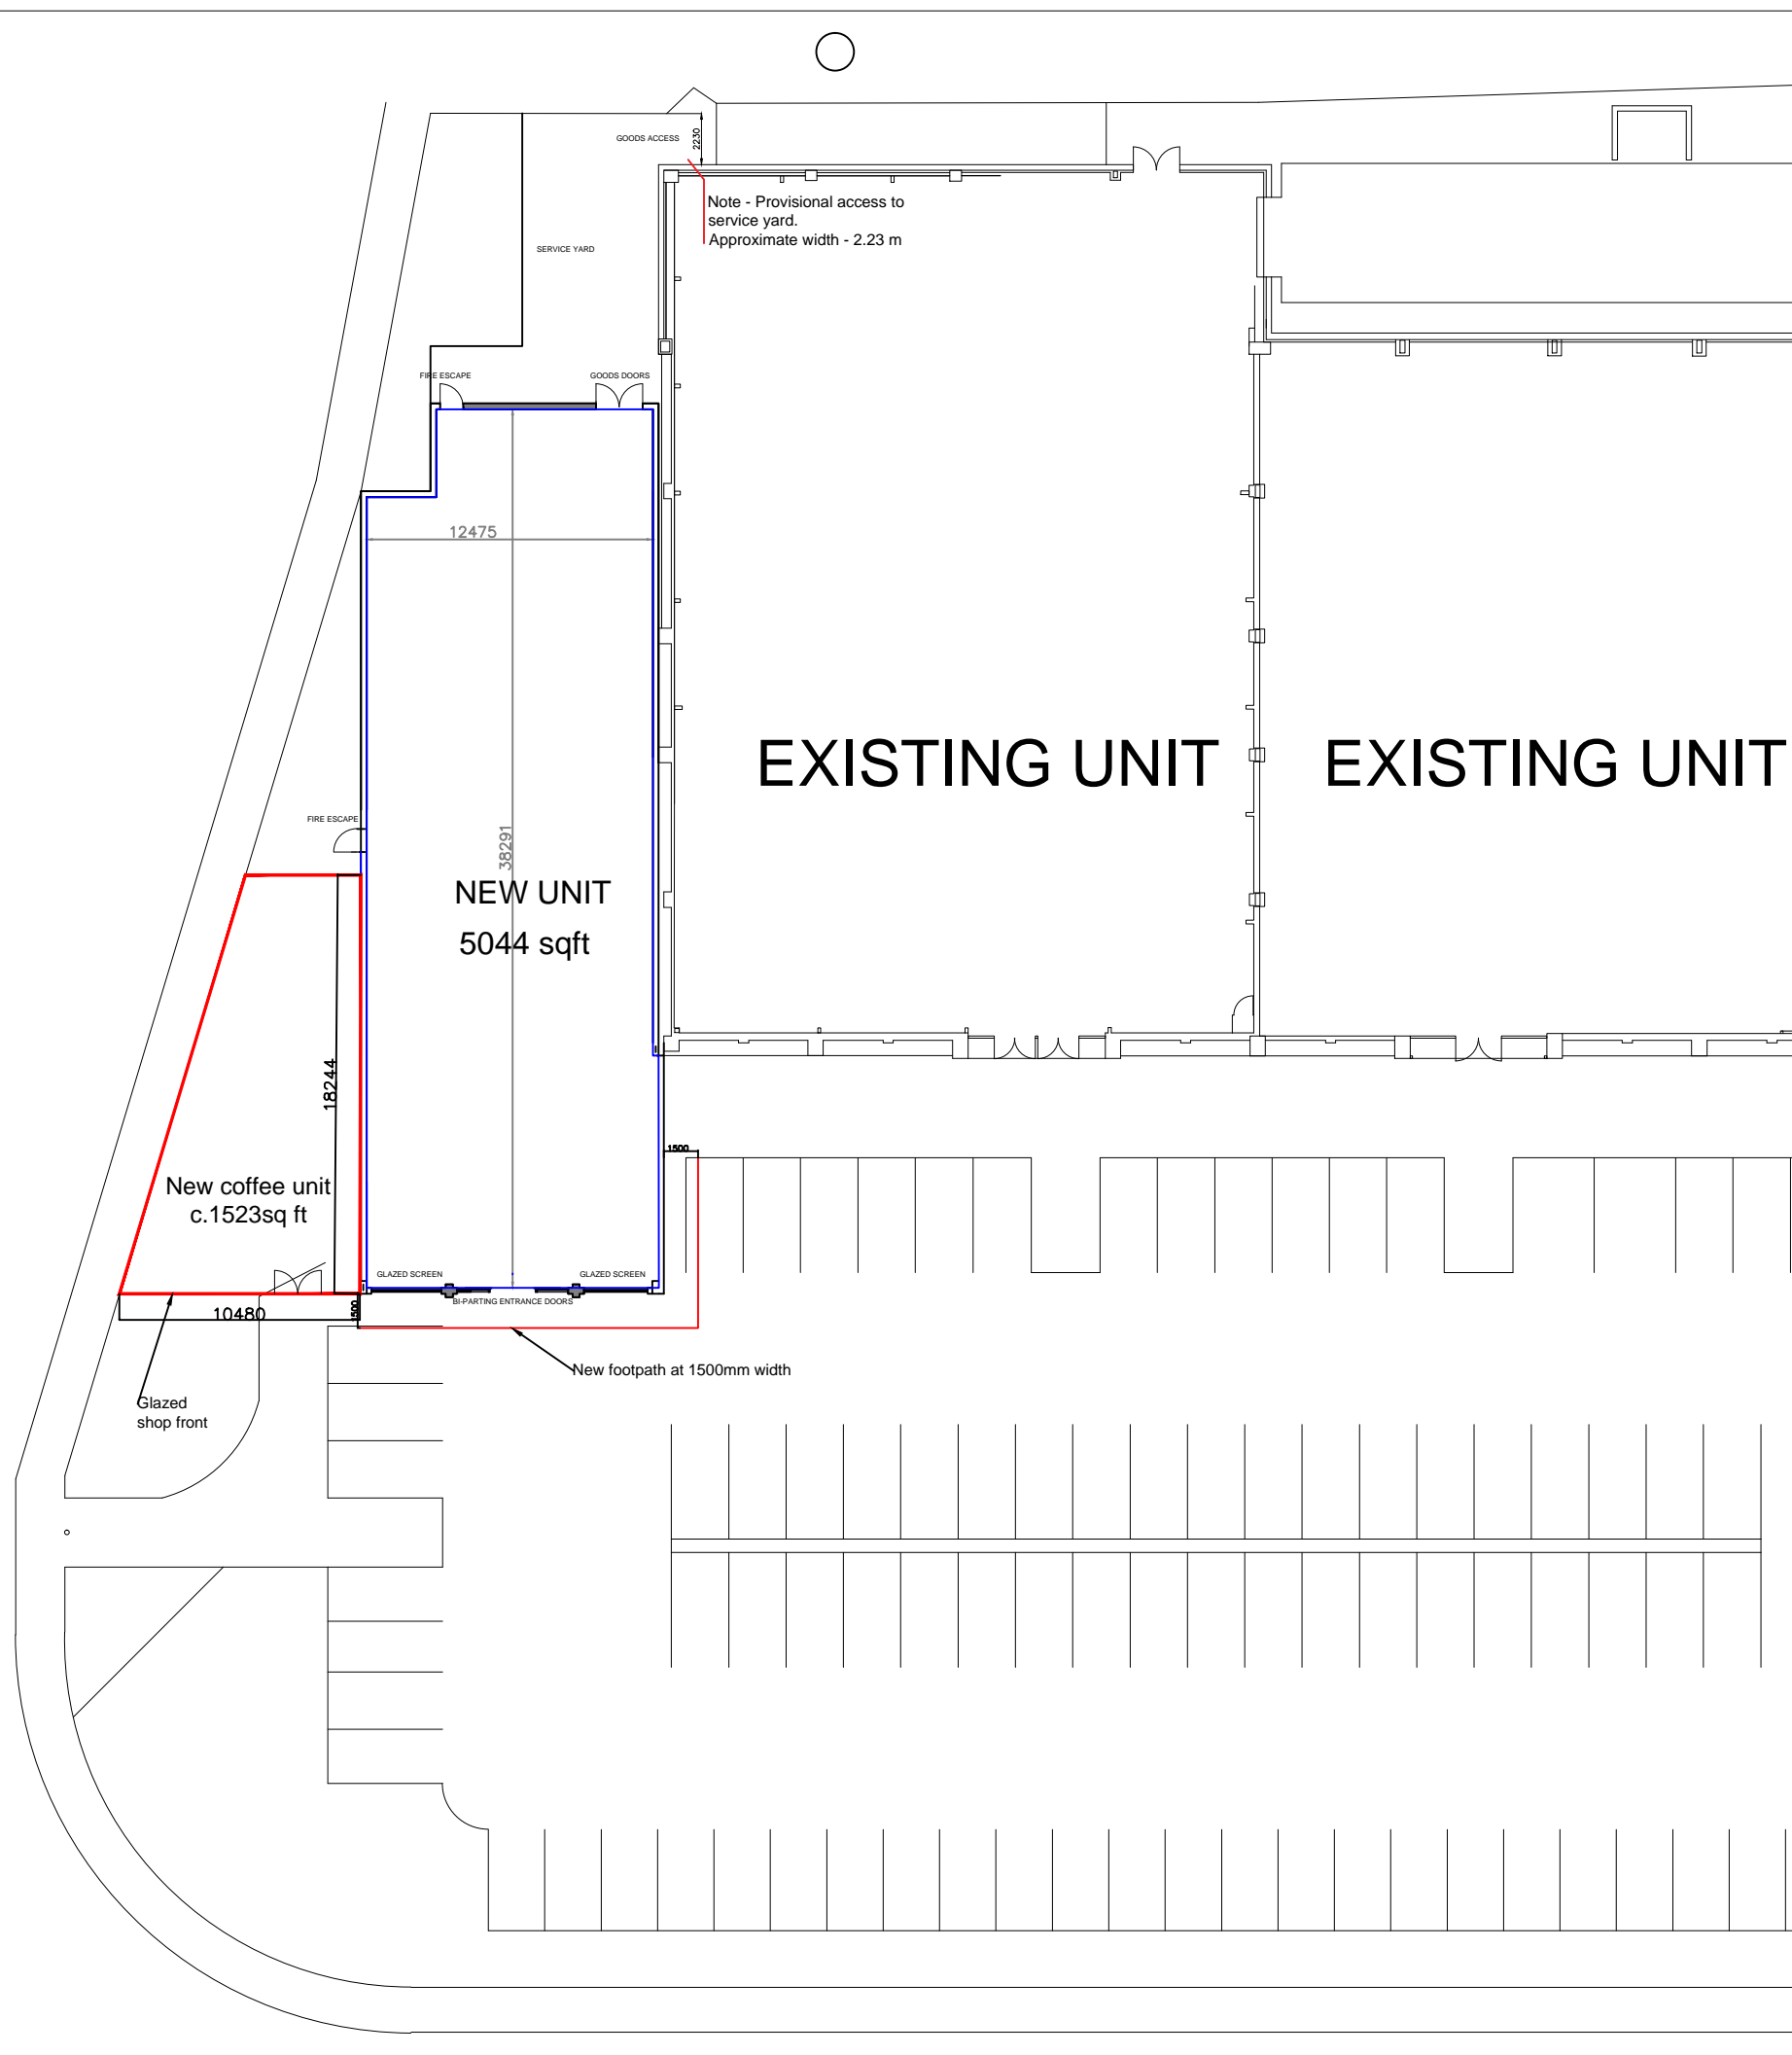 GOODS ACCESS
2230
Note - Provisional access to
service yard.
Approximate width - 2.23 m
SERVICE YARD
FIRE ESCAPE
GOODS DOORS
12475
EXISTING UNIT
EXISTING UNIT
FIRE ESCAPE
38291
NEW UNIT
5044 sqft
18244
1500
New coffee unit
c.1523sq ft
GLAZED SCREEN
GLAZED SCREEN
BI-PARTING ENTRANCE DOORS
10480
1500
New footpath at 1500mm width
Glazed
shop front